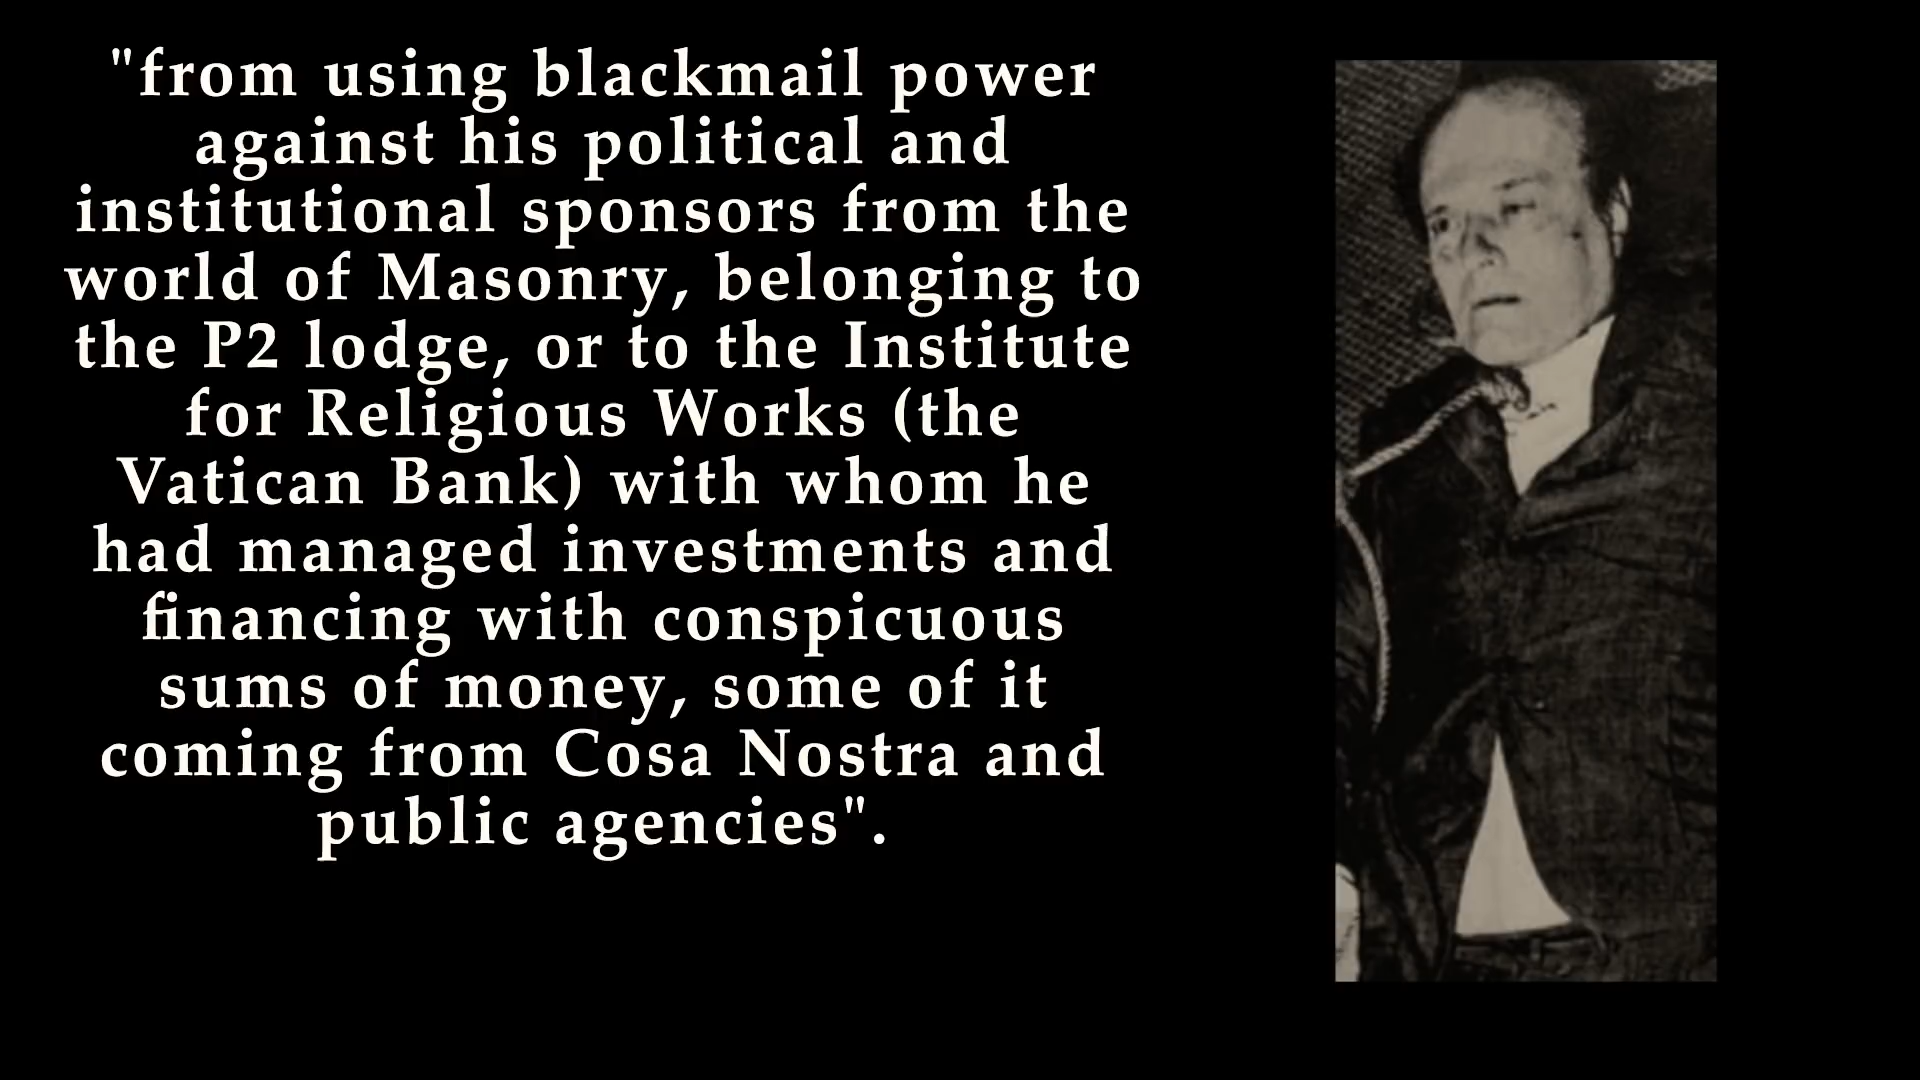 "from using blackmail power
against his political and
institutional sponsors from the
world of Masonry, belonging to
the P2 lodge, or to the Institute
for Religious Works (the
Vatican Bank) with whom he
had managed investments and
financing with conspicuous
sums of money, some of it
coming from Cosa Nostra and
public agencies".